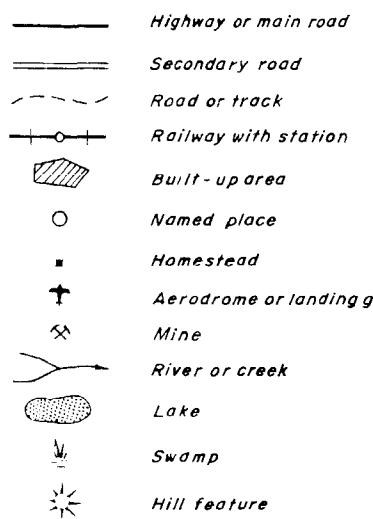 Highway or main road
Secondary road
Road or track
Railway with station
Built-up area
Named place
Homestead
Aerodrome or landing g
Mine
River or creek
Lake
Swamp
Hill feature